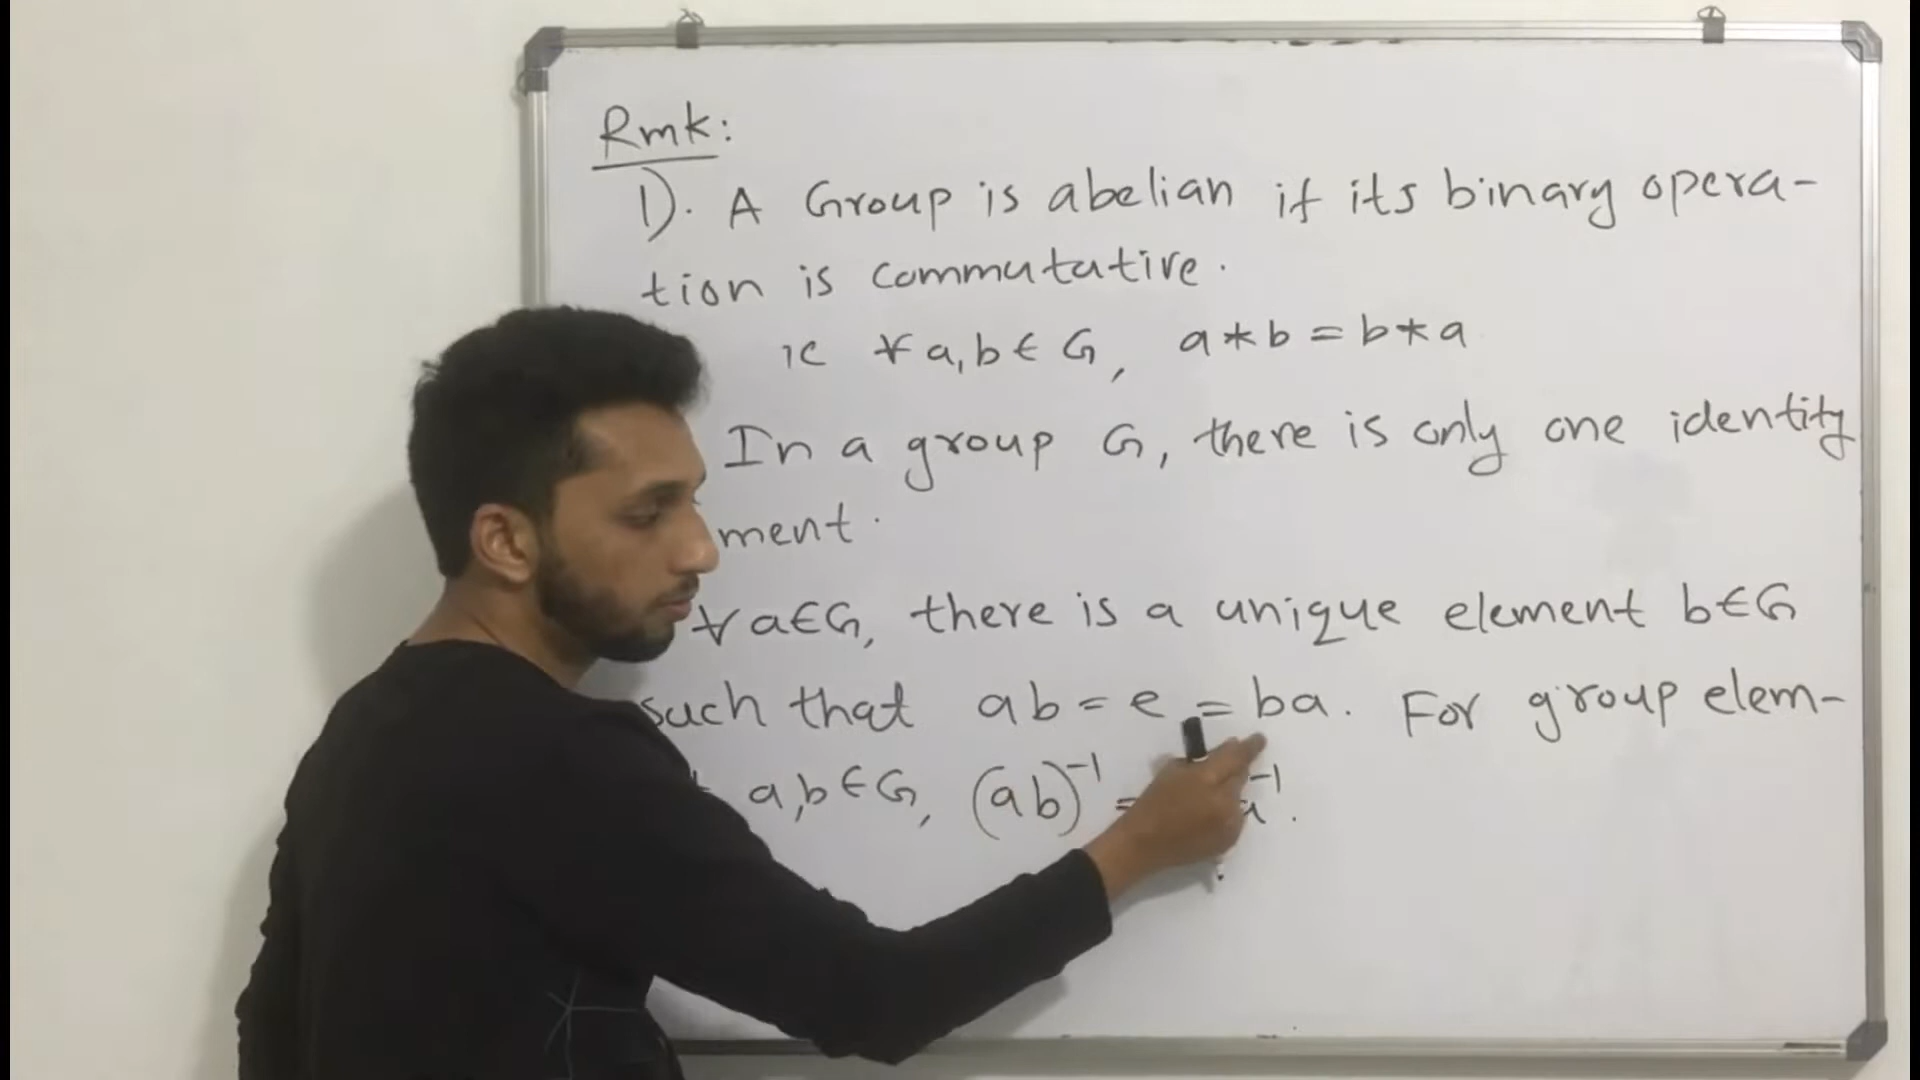 Rmk:
1). A Group is abelian if its binary opera-
tion is commutative.
ie ∀ a,b ∈ G, a * b = b * a
In a group G, there is only one identity
ment.
∀ a∈G, there is a unique element b∈G
such that ab = e = ba. For group elem-
a,b ∈ G, (ab)⁻¹ = a⁻¹.